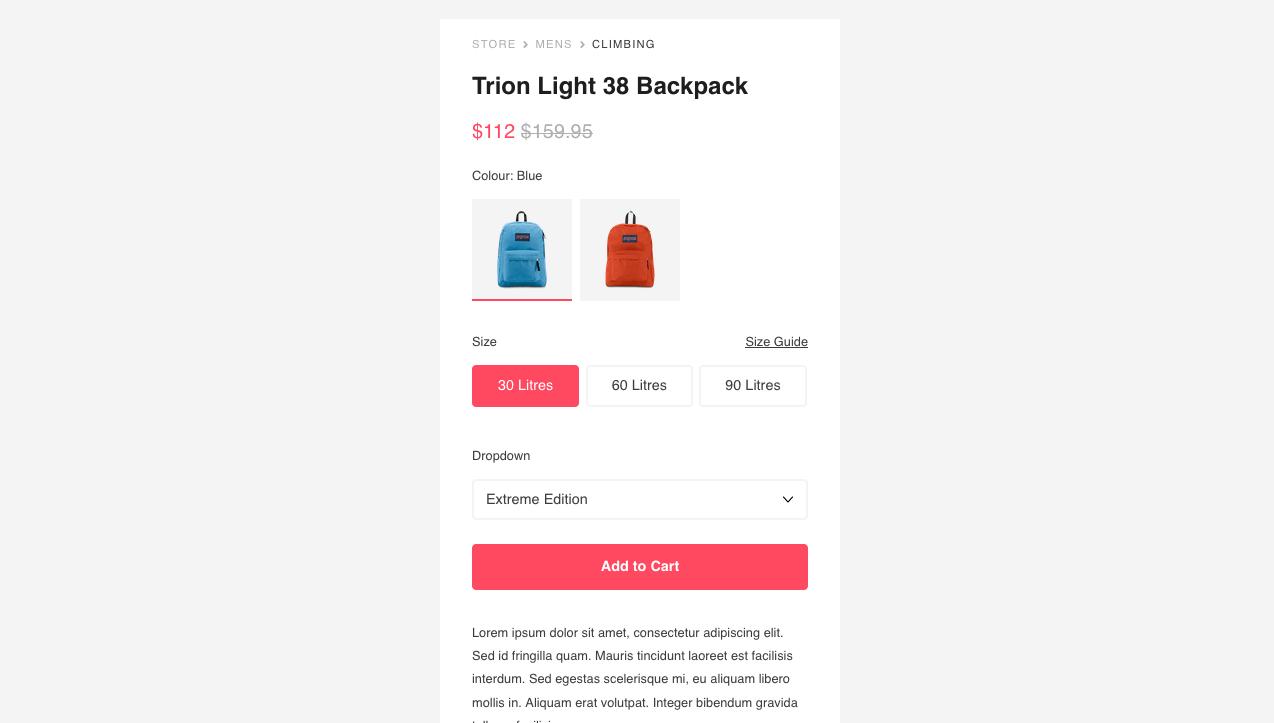 STORE > MENS > CLIMBING
Trion Light 38 Backpack
$112 $159.95
Colour: Blue
Size Size Guide
30 Litres 60 Litres 90 Litres
Dropdown
Extreme Edition
Add to Cart
Lorem ipsum dolor sit amet, consectetur adipiscing elit.
Sed id fringilla quam. Mauris tincidunt laoreet est facilisis
interdum. Sed egestas scelerisque mi, eu aliquam libero
mollis in. Aliquam erat volutpat. Integer bibendum gravida